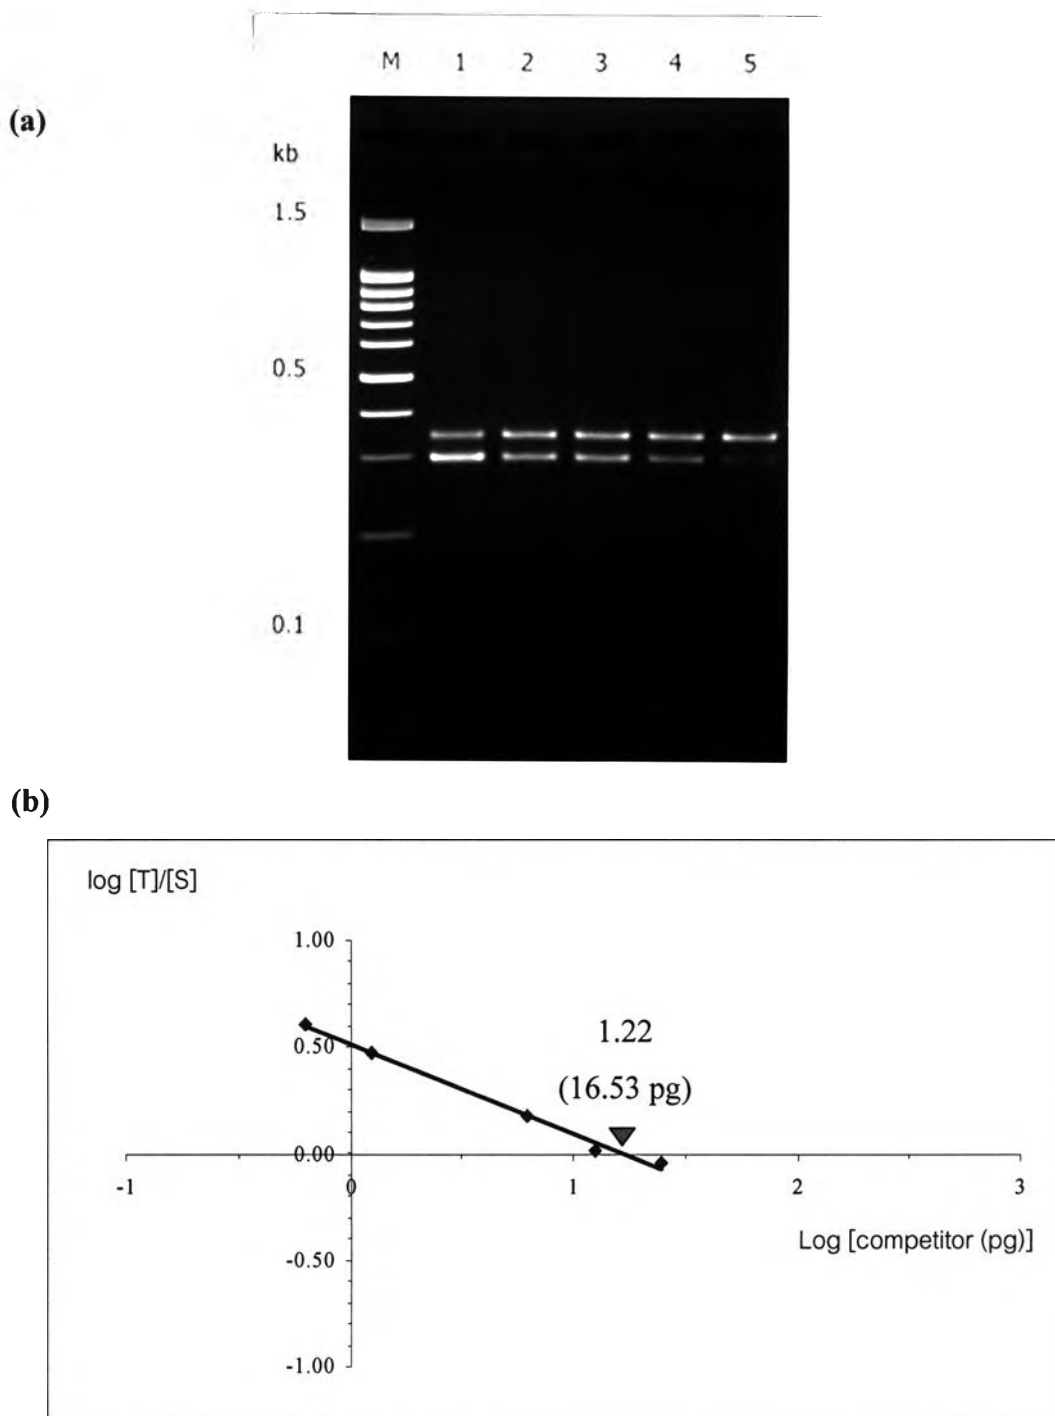 (a)
M 1 2 3 4 5
kb
1.5
0.5
0.1
(b)
log [T]/[S]
1.00
0.50
0.00
-0.50
-1.00
1.22
(16.53 pg)
-1 0 1 2 3
Log [competitor (pg)]